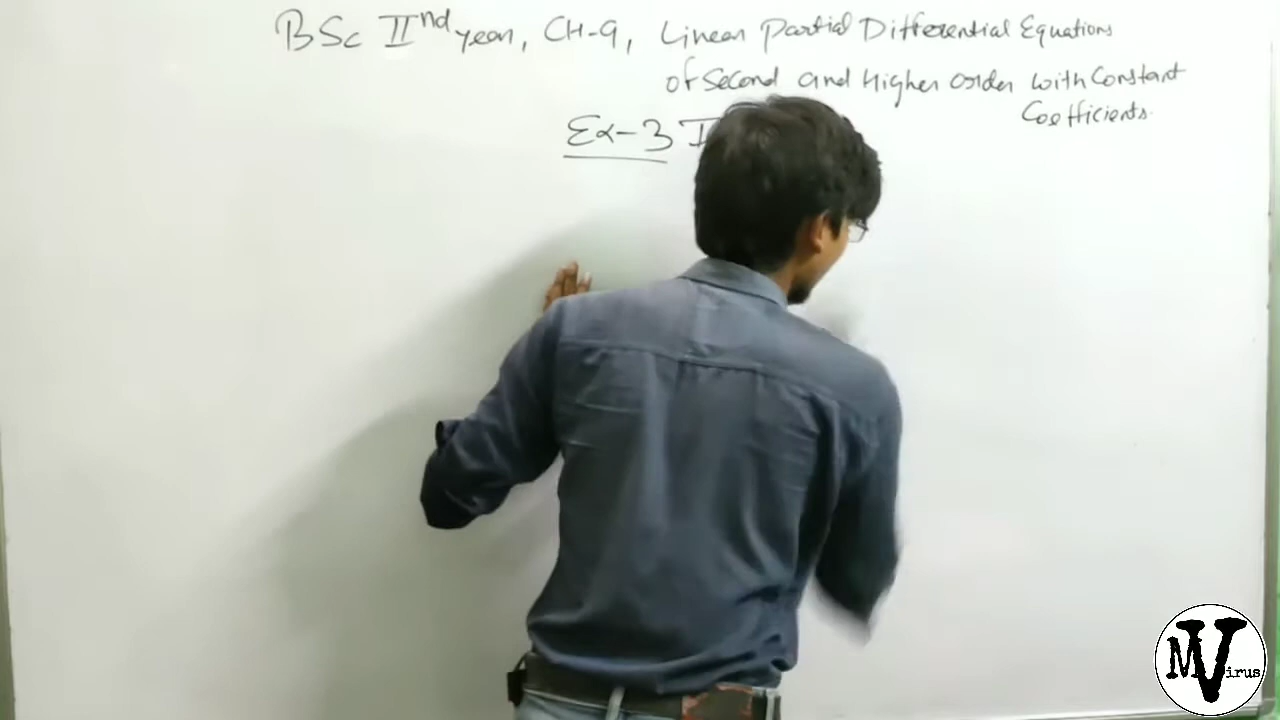 BSc IInd year, CH-9, Linear Partial Differential Equations
of Second and Higher order with Constant
Coefficients.
Ex-3 I
MVirus